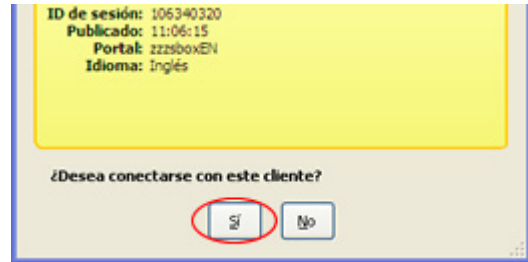 ID de sesión: 106340320
Publicado: 11:06:15
Portal: zzzsboxEN
Idioma: Inglés
¿Desea conectarse con este cliente?
Sí
No